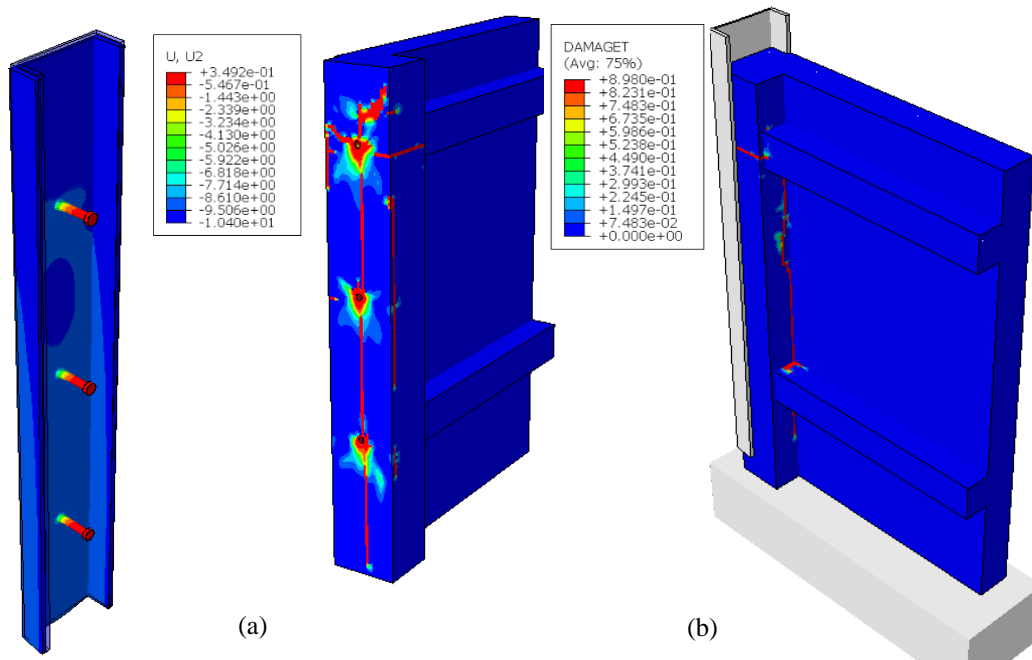 U, U2
+3.492e-01
-5.467e-01
-1.443e+00
-2.339e+00
-3.234e+00
-4.130e+00
-5.026e+00
-5.922e+00
-6.818e+00
-7.714e+00
-8.610e+00
-9.506e+00
-1.040e+01
DAMAGET
(Avg: 75%)
+8.980e-01
+8.231e-01
+7.483e-01
+6.735e-01
+5.986e-01
+5.238e-01
+4.490e-01
+3.741e-01
+2.993e-01
+2.245e-01
+1.497e-01
+7.483e-02
+0.000e+00
(a)
(b)